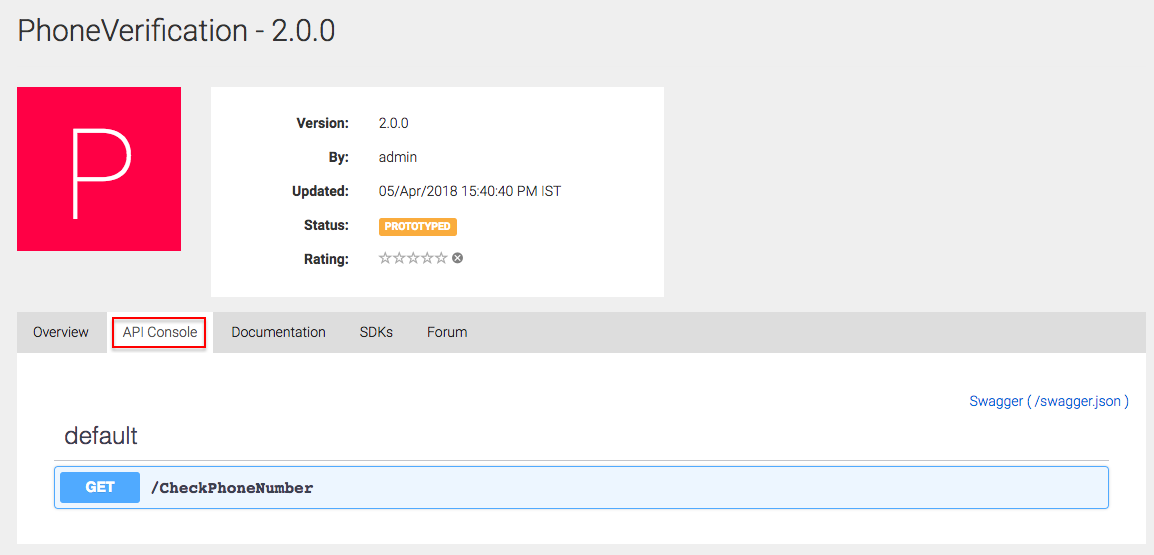 PhoneVerification - 2.0.0
P
Version: 2.0.0
By: admin
Updated: 05/Apr/2018 15:40:40 PM IST
Status: PROTOTYPED
Rating:
Overview API Console Documentation SDKs Forum
Swagger ( /swagger.json )
default
GET /CheckPhoneNumber